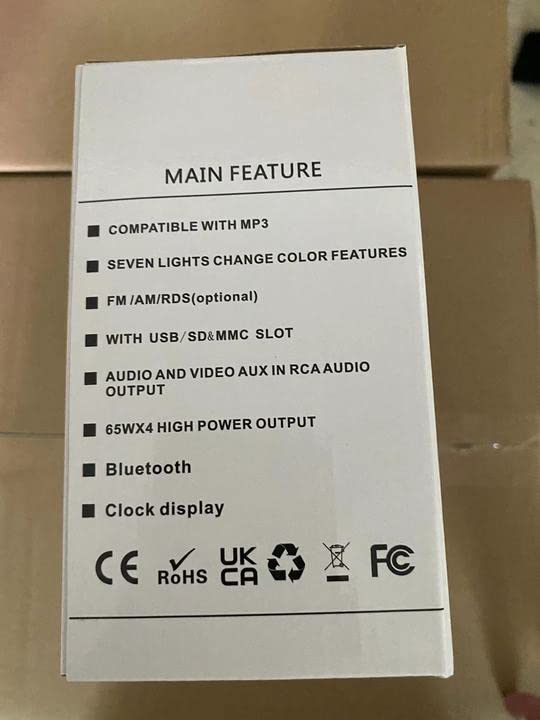 MAIN FEATURE
COMPATIBLE WITH MP3
SEVEN LIGHTS CHANGE COLOR FEATURES
FM /AM/RDS(optional)
WITH USB/SD&MMC SLOT
AUDIO AND VIDEO AUX IN RCA AUDIO
OUTPUT
65WX4 HIGH POWER OUTPUT
Bluetooth
Clock display
CE RoHS UK CA FC